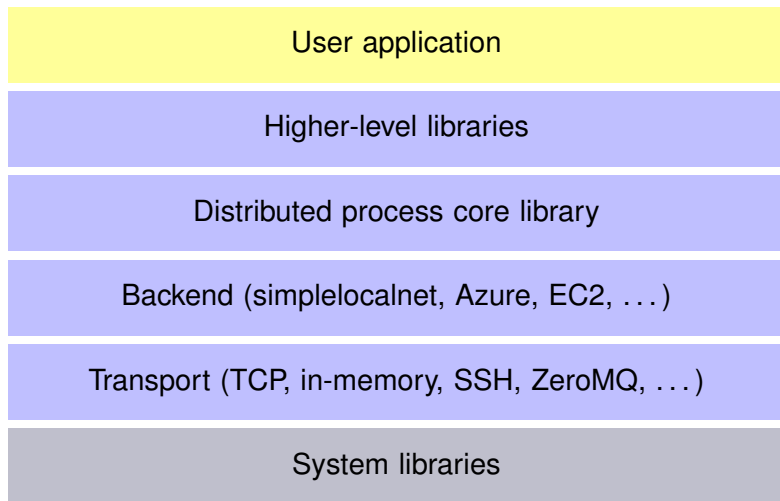 User application
Higher-level libraries
Distributed process core library
Backend (simplelocalnet, Azure, EC2, ...)
Transport (TCP, in-memory, SSH, ZeroMQ, ...)
System libraries